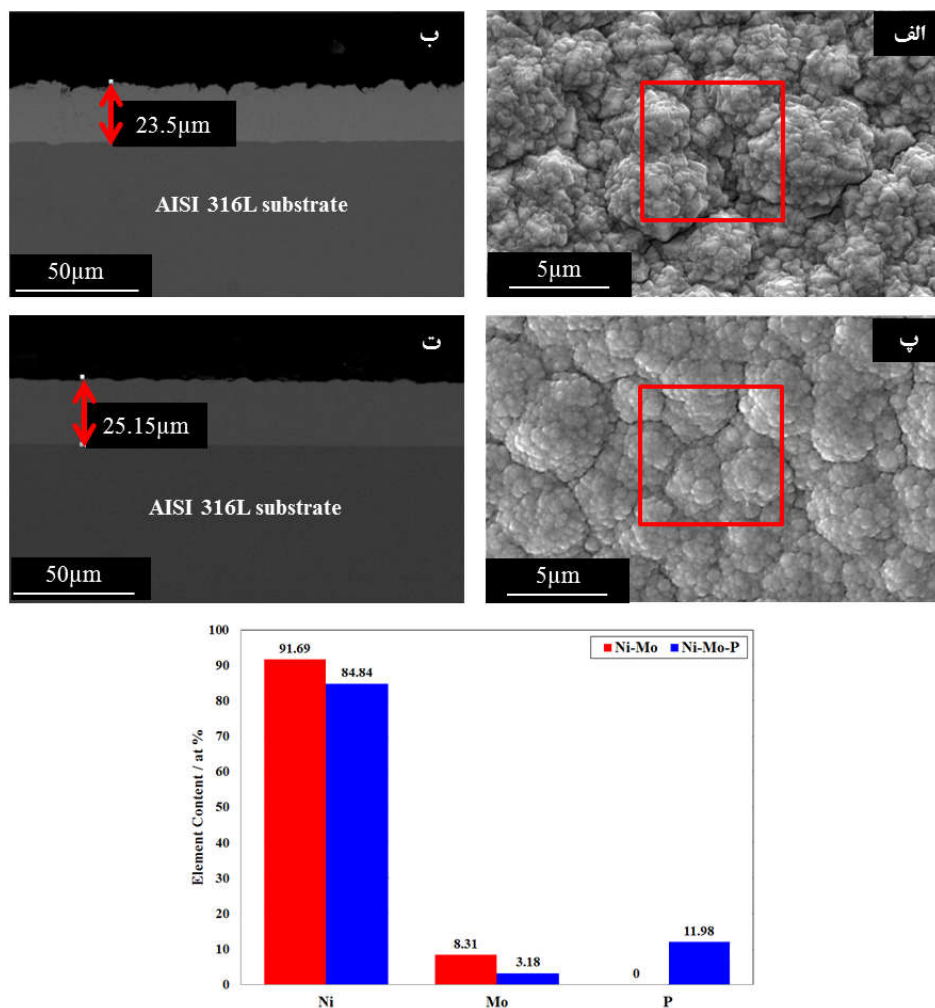 الف
5µm
ب
23.5µm
AISI 316L substrate
50µm
پ
5µm
ت
25.15µm
AISI 316L substrate
50µm
Ni-Mo Ni-Mo-P
Element Content / at %
100
90
80
70
60
50
40
30
20
10
0
91.69
84.84
8.31
3.18
0
11.98
Ni Mo P